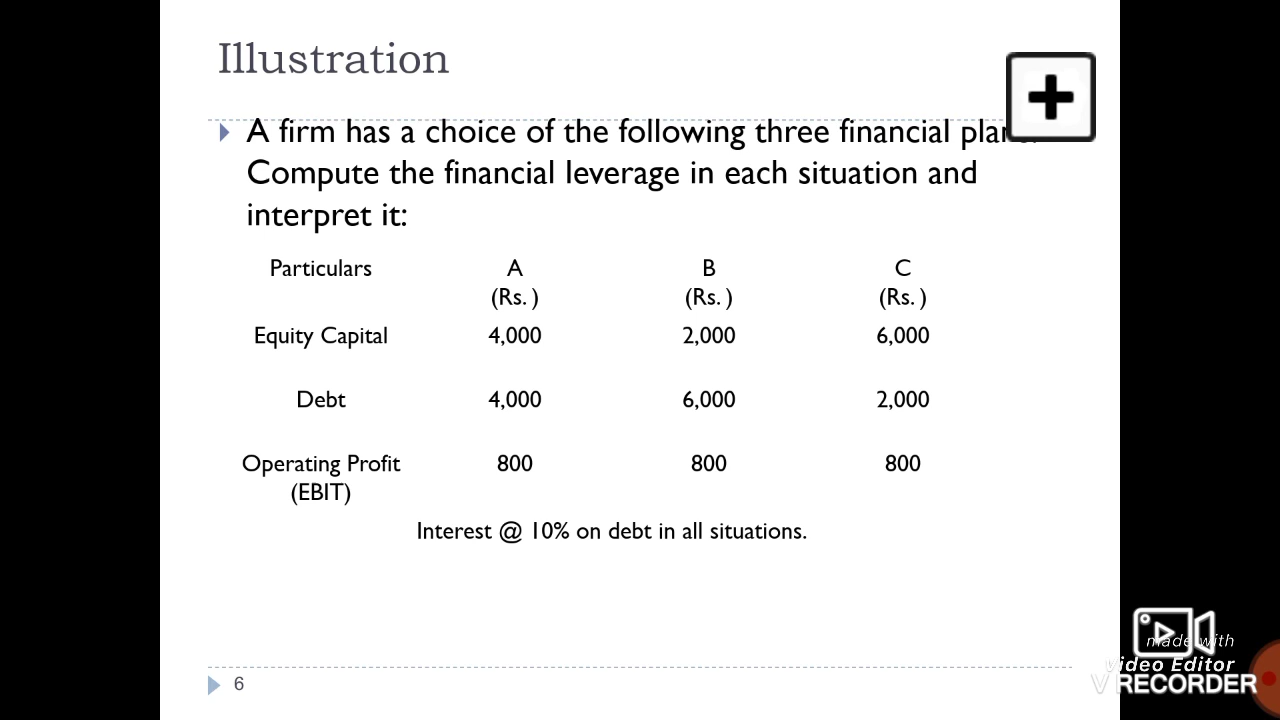 Illustration
A firm has a choice of the following three financial
Compute the financial leverage in each situation and
interpret it:
Particulars A B C
(Rs. ) (Rs. ) (Rs. )
Equity Capital 4,000 2,000 6,000
Debt 4,000 6,000 2,000
Operating Profit 800 800 800
(EBIT)
Interest @ 10% on debt in all situations.
6
made with
Video Editor
V RECORDER